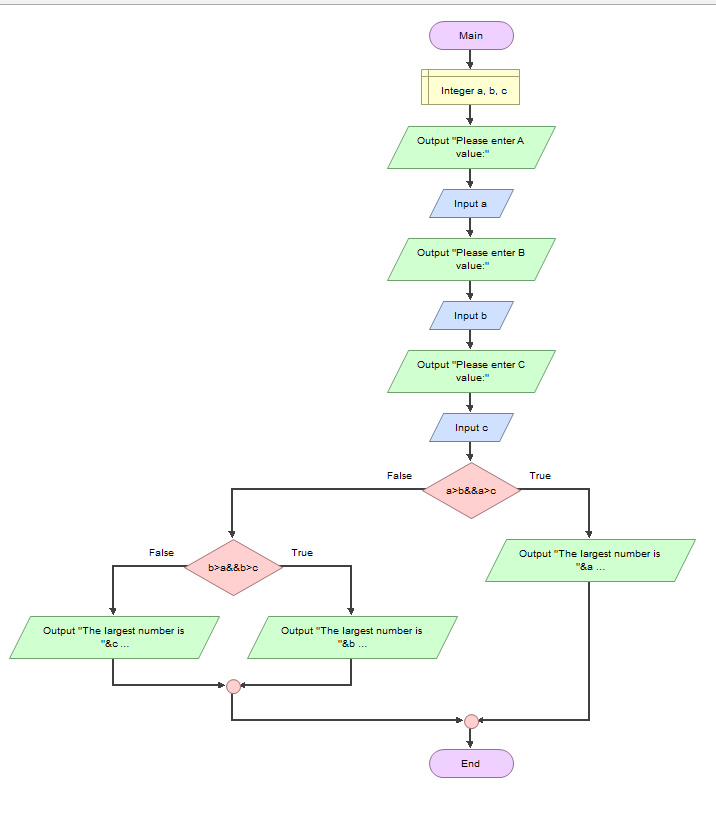 Main
Integer a, b, c
Output "Please enter A
value:"
Input a
Output "Please enter B
value:"
Input b
Output "Please enter C
value:"
Input c
False
True
a>b&&a>c
False
True
b>a&&b>c
Output "The largest number is
"&a ...
Output "The largest number is
"&c ...
Output "The largest number is
"&b ...
End